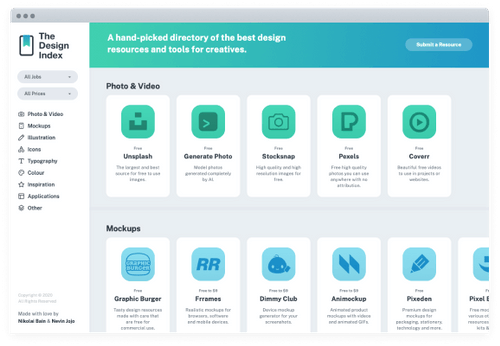 The
Design
Index
A hand-picked directory of the best design
resources and tools for creatives.
Submit a Resource
All Jobs
All Prices
Photo & Video
Mockups
Illustration
Icons
Typography
Colour
Inspiration
Applications
Other
Copyright © 2020
All Rights Reserved
Made with love by
Nikolai Bain & Nevin Jojo
Photo & Video
Free
Unsplash
The largest and best
source for free to use
images.
Free
Generate Photo
Model photos
generated completely
by AI.
Free
Stocksnap
High quality and high
resolution images for
free.
Free
Pexels
Free high quality
photos you can use
anywhere with no
attribution.
Free
Coverr
Beautiful free videos
to use in projects or
websites.
Mockups
GRAPHIC
BURGER
Free
Graphic Burger
Tasty design resources
made with care that
are free for
commercial use.
RR
Free to $9
Frrames
Realistic mockups for
browsers, software
and mobile devices.
Free to $9
Dimmy Club
Device mockup
generator for your
screenshots.
Free to $9
Animockup
Animated product
mockups with videos
and animated GIFs.
Free to $9
Pixeden
Premium design
mockups for
packaging, stationery
technology and more.
Pixel B